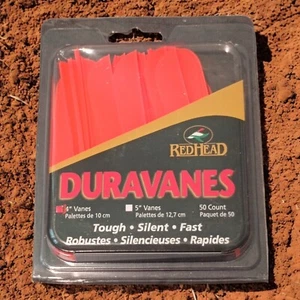 REDHEAD
DURAVANES
4" Vanes 5" Vanes 50 Count
Palettes de 10 cm Palettes de 12,7 cm Paquet de 50
Tough • Silent • Fast
Robustes • Silencieuses • Rapides